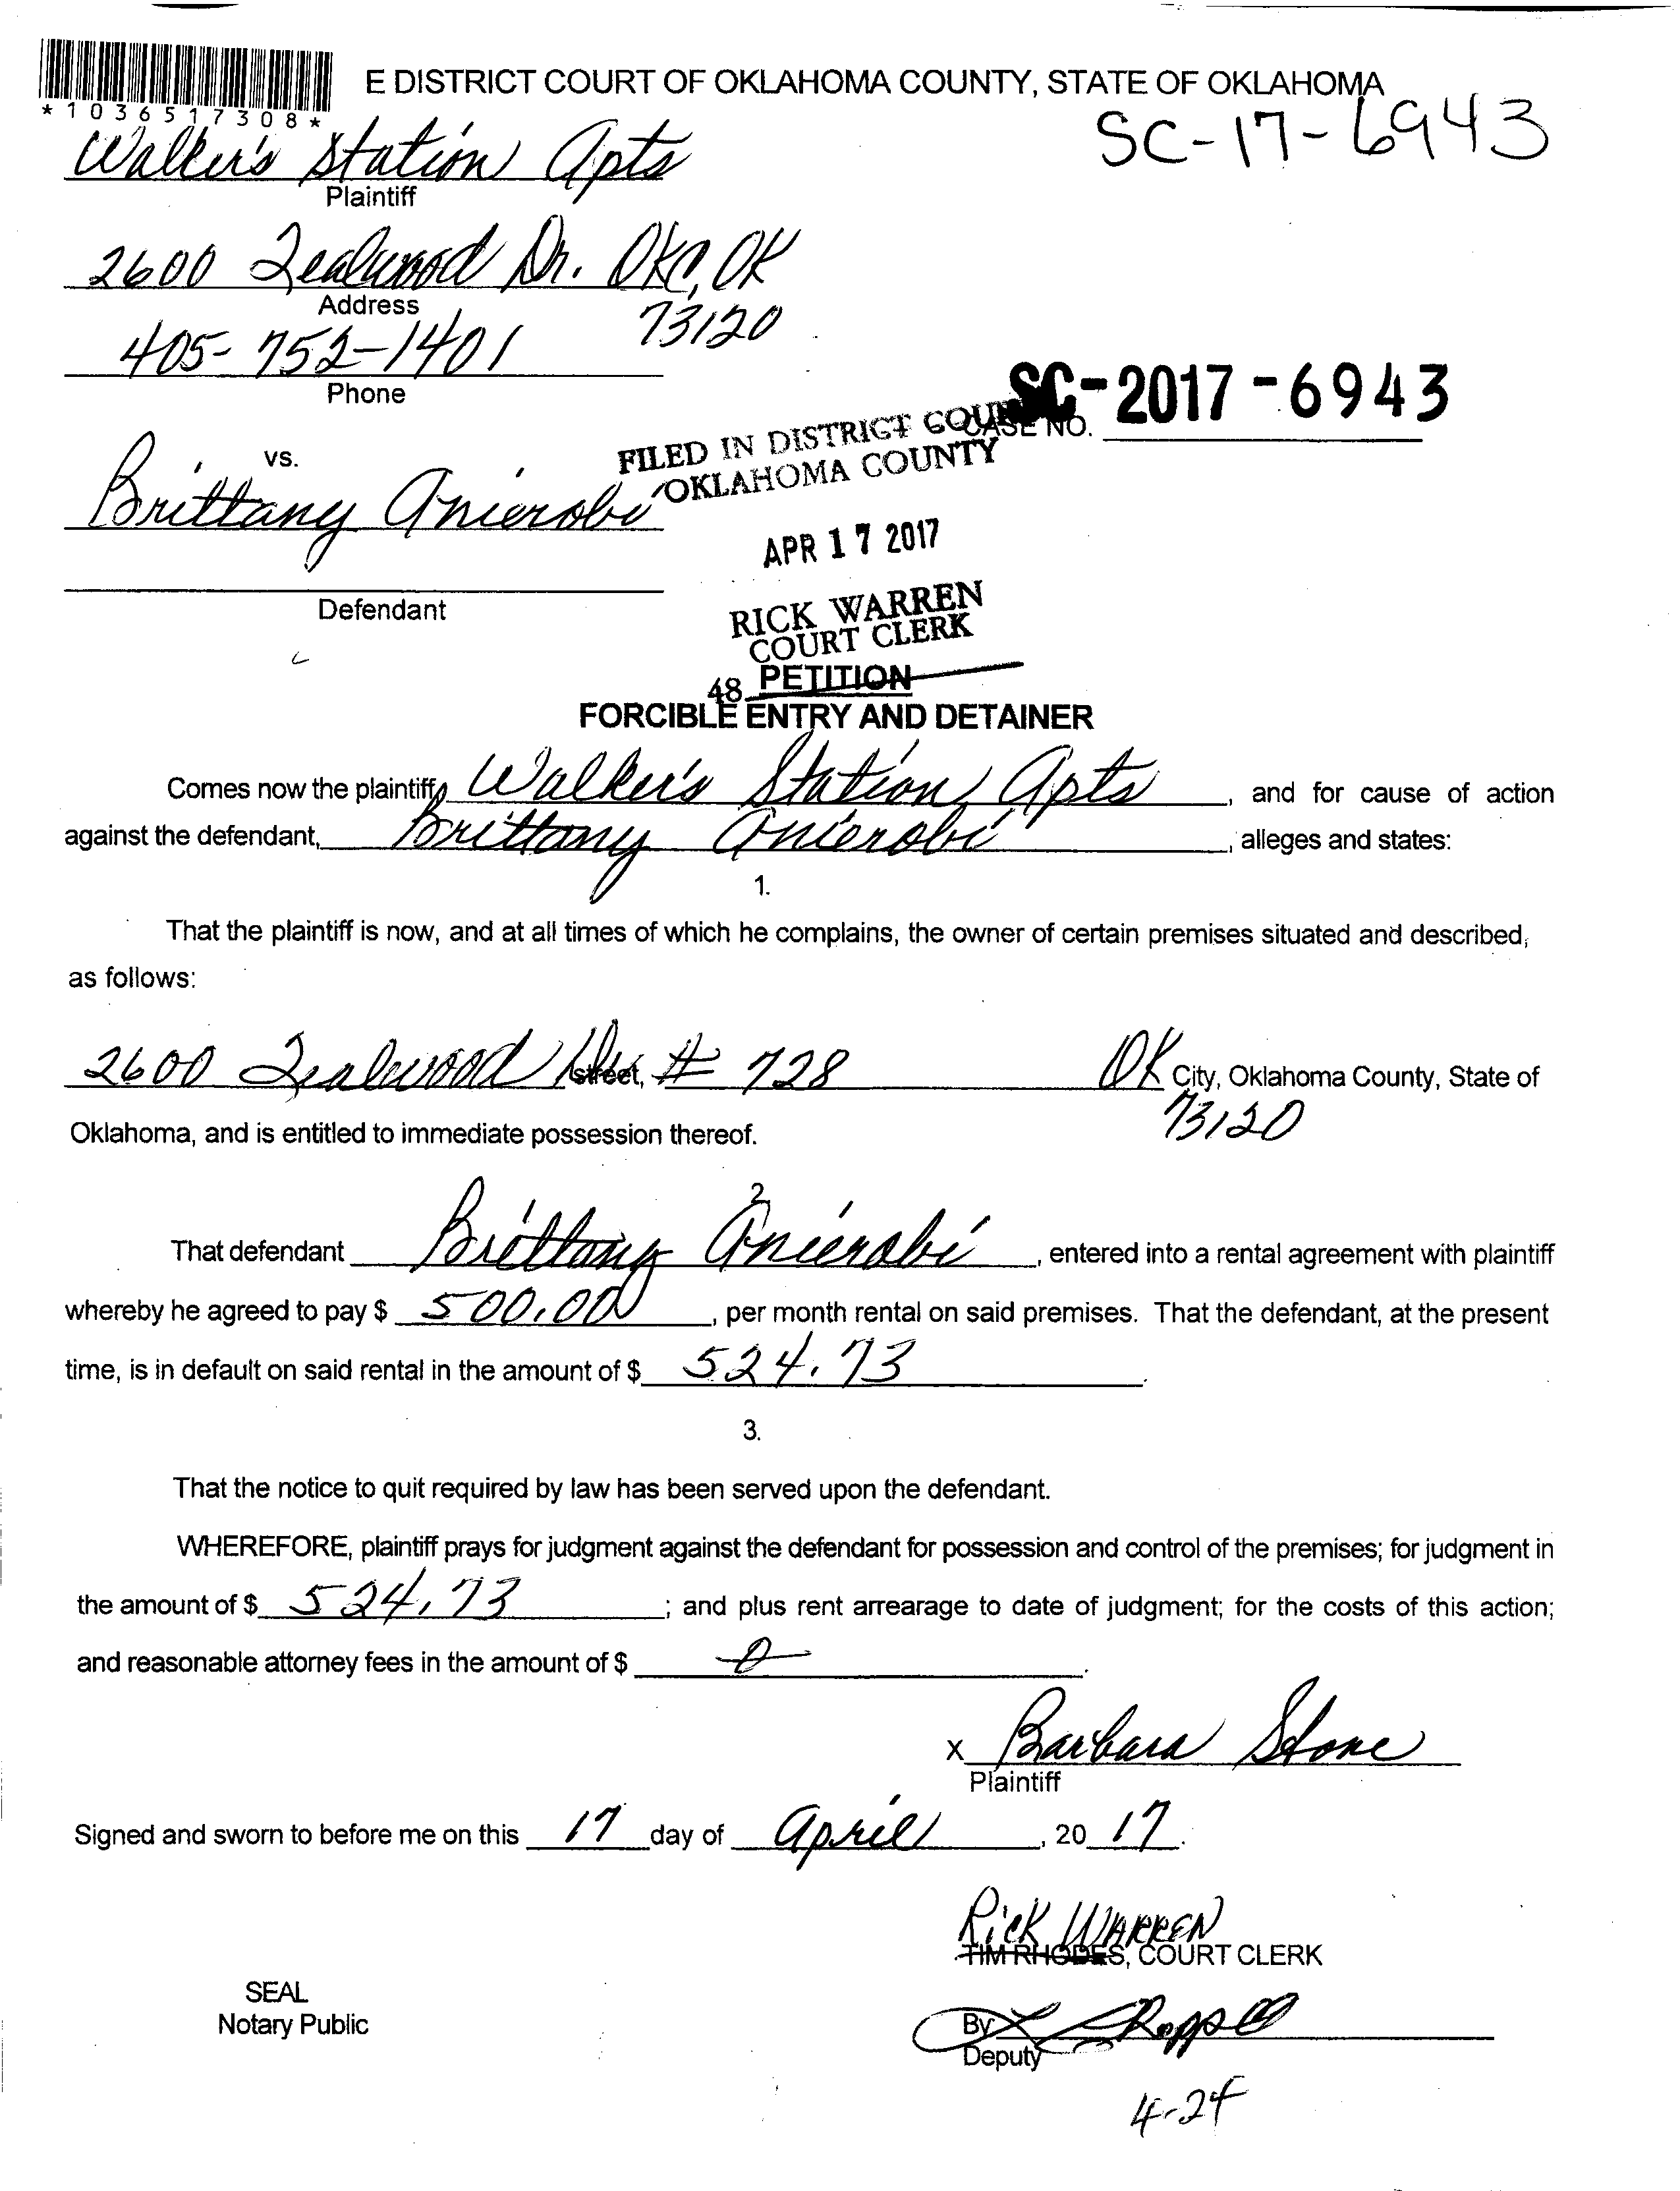 E DISTRICT COURT OF OKLAHOMA COUNTY, STATE OF OKLAHOMA
*1036517308*
SC-17-6943
Walker's Station Apts
Plaintiff
2600 Tealwood Dr. OKC, OK
Address
73120
405-752-1401
Phone
SC-2017-6943
CASE NO.
FILED IN DISTRICT COURT
OKLAHOMA COUNTY
vs.
Brittany Anierobi
APR 17 2017
Defendant
RICK WARREN
COURT CLERK
48 PETITION
FORCIBLE ENTRY AND DETAINER
Comes now the plaintiff, Walker's Station Apts, and for cause of action
against the defendant, Brittany Anierobi, alleges and states:
1.
That the plaintiff is now, and at all times of which he complains, the owner of certain premises situated and described,
as follows:
2600 Tealwood Dr street, # 728 OK City, Oklahoma County, State of
73120
Oklahoma, and is entitled to immediate possession thereof.
2.
That defendant Brittany Anierobi, entered into a rental agreement with plaintiff
whereby he agreed to pay $ 500.00, per month rental on said premises. That the defendant, at the present
time, is in default on said rental in the amount of $ 524.73.
3.
That the notice to quit required by law has been served upon the defendant.
WHEREFORE, plaintiff prays for judgment against the defendant for possession and control of the premises; for judgment in
the amount of $ 524.73; and plus rent arrearage to date of judgment; for the costs of this action;
and reasonable attorney fees in the amount of $ 0.
X Barbara Stone
Plaintiff
Signed and sworn to before me on this 17 day of April, 2017.
Rick WARREN
TIM RHODES, COURT CLERK
SEAL
Notary Public
By
Deputy
4-24